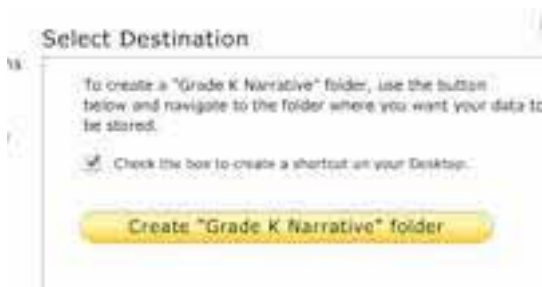 Select Destination
ns
To create a "Grade K Narrative" folder, use the button
below and navigate to the folder where you want your data to
be stored.
Check the box to create a shortcut on your Desktop.
Create "Grade K Narrative" folder